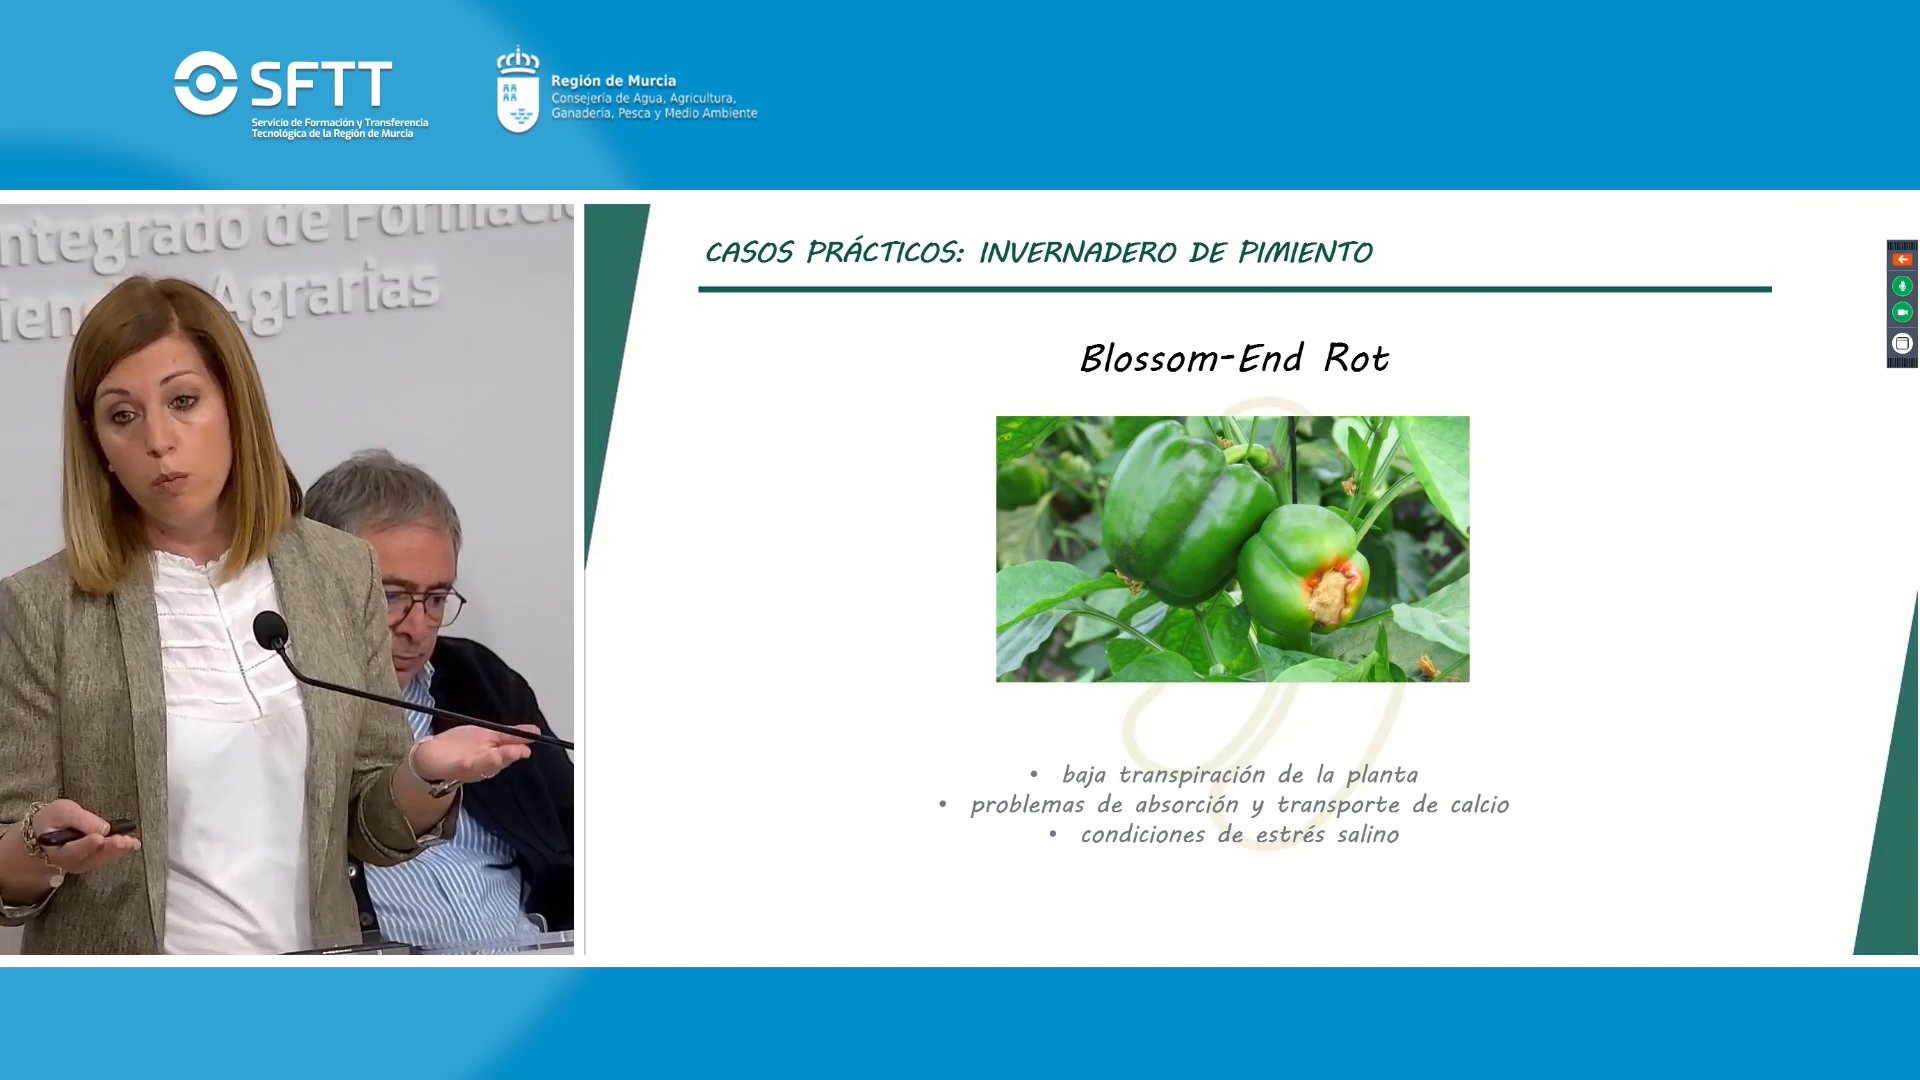 SFTT
Servicio de Formación y Transferencia
Tecnológica de la Región de Murcia
Región de Murcia
Consejería de Agua, Agricultura,
Ganadería, Pesca y Medio Ambiente
ntegrado de Formació
ien Agrarias
CASOS PRÁCTICOS: INVERNADERO DE PIMIENTO
Blossom-End Rot
• baja transpiración de la planta
• problemas de absorción y transporte de calcio
• condiciones de estrés salino